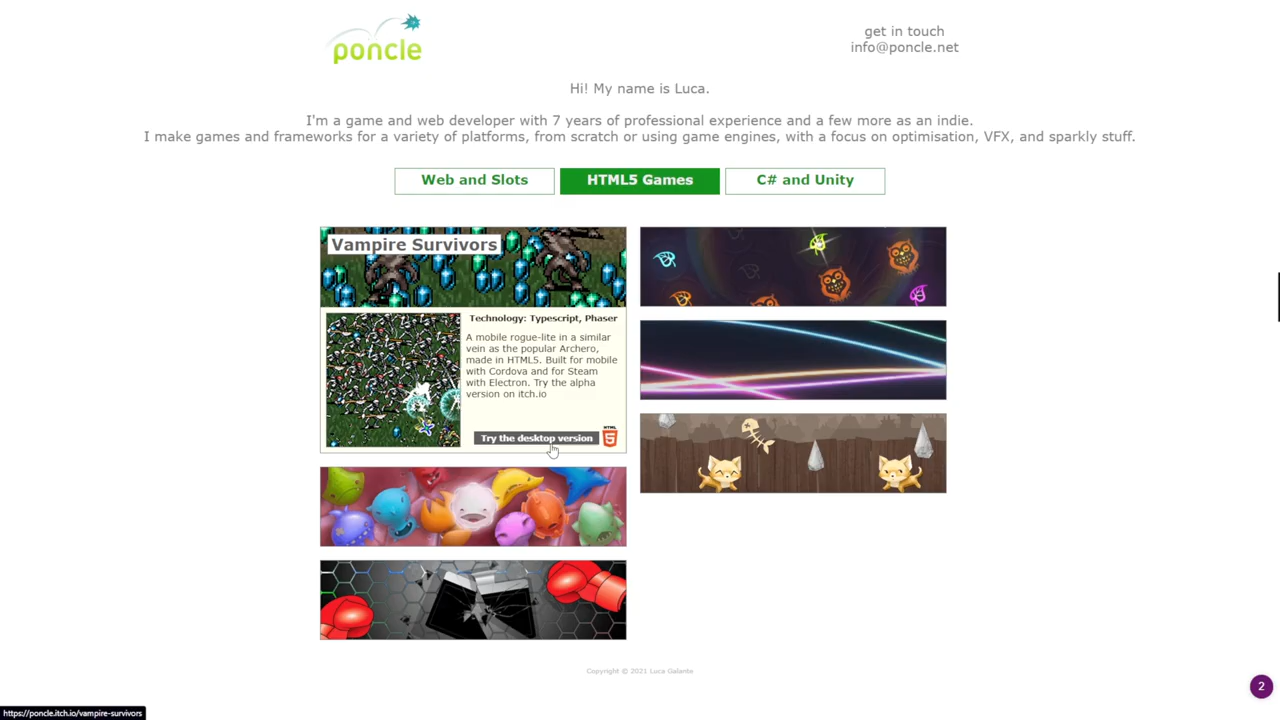 poncle
get in touch
info@poncle.net
Hi! My name is Luca.
I'm a game and web developer with 7 years of professional experience and a few more as an indie.
I make games and frameworks for a variety of platforms, from scratch or using game engines, with a focus on optimisation, VFX, and sparkly stuff.
Web and Slots
HTML5 Games
C# and Unity
Vampire Survivors
Technology: Typescript, Phaser
A mobile rogue-lite in a similar
vein as the popular Archero,
made in HTML5. Built for mobile
with Cordova and for Steam
with Electron. Try the alpha
version on itch.io
Try the desktop version
HTML
5
Copyright © 2021 Luca Galante
2
https://poncle.itch.io/vampire-survivors